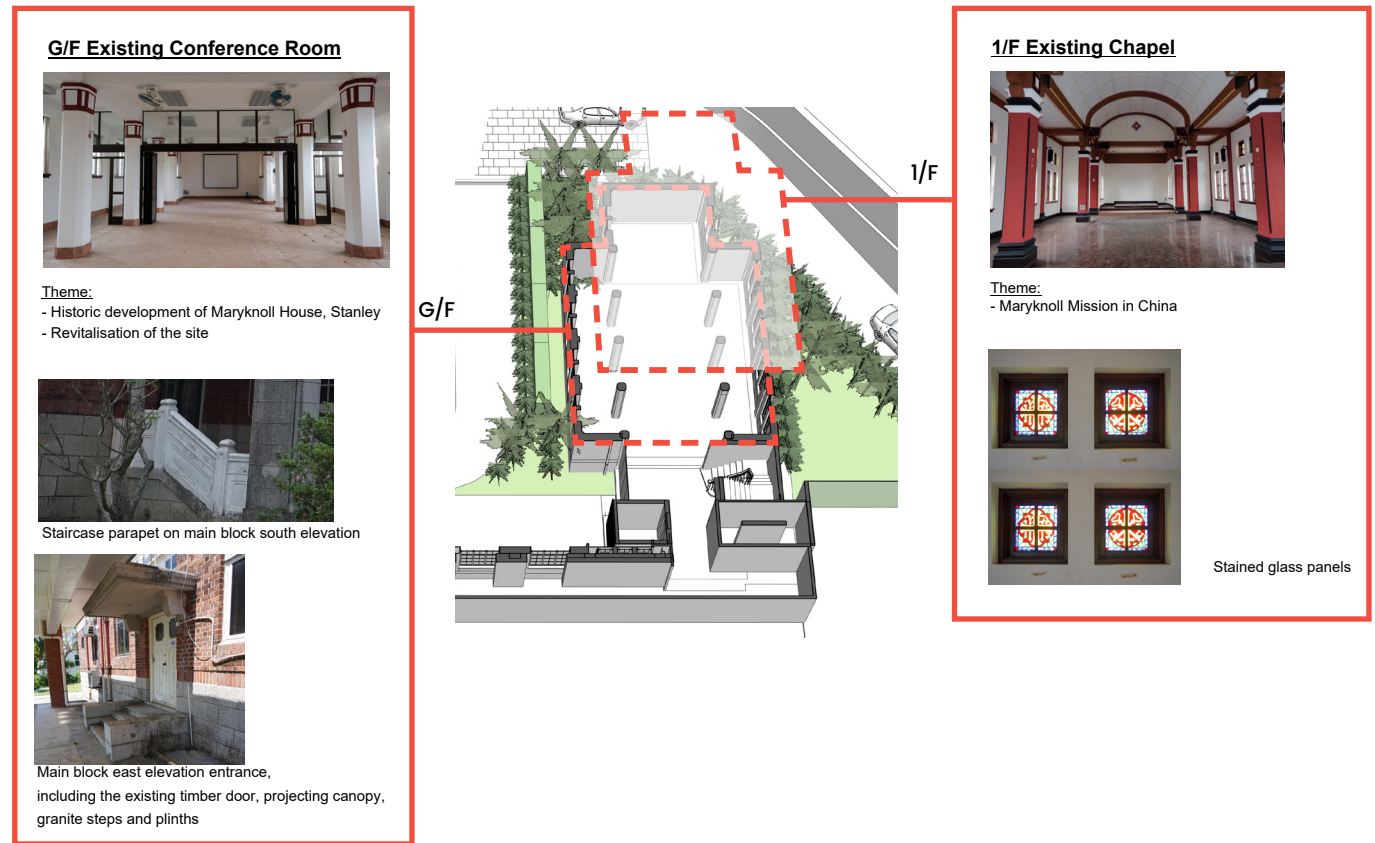 G/F Existing Conference Room
Theme:
- Historic development of Maryknoll House, Stanley
- Revitalisation of the site
Staircase parapet on main block south elevation
Main block east elevation entrance,
including the existing timber door, projecting canopy,
granite steps and plinths
G/F
1/F
1/F Existing Chapel
Theme:
- Maryknoll Mission in China
Stained glass panels